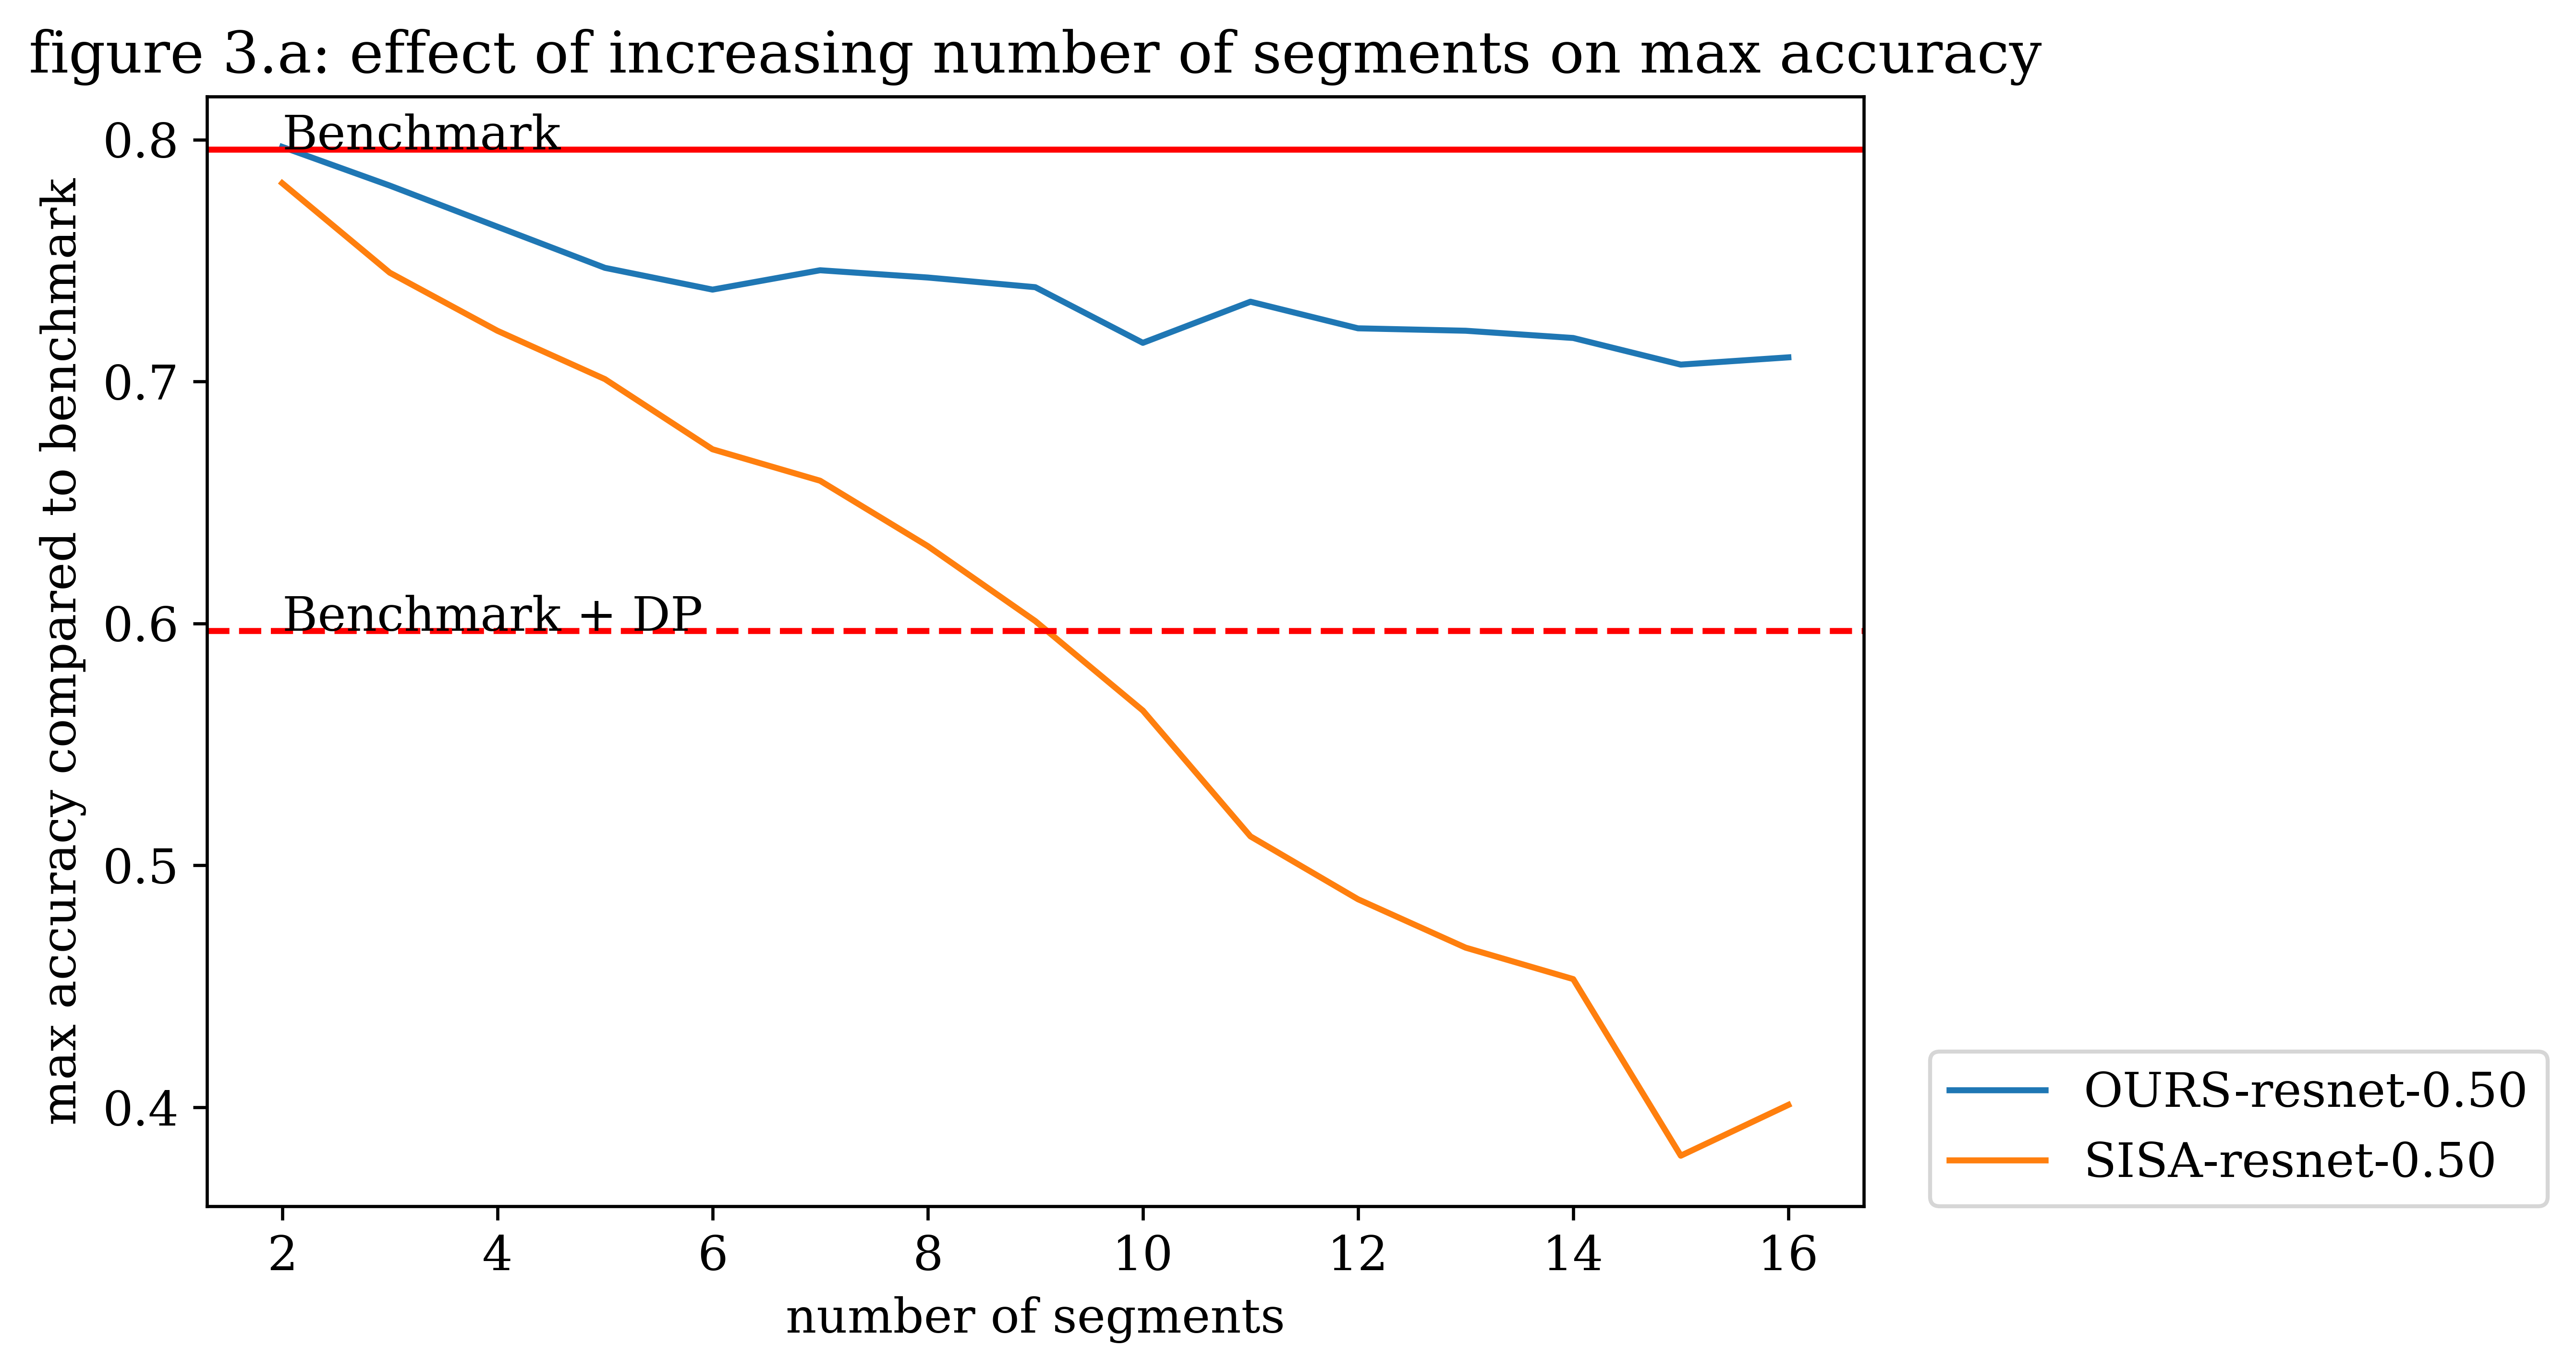 figure 3.a: effect of increasing number of segments on max accuracy
max accuracy compared to benchmark
0.8
0.7
0.6
0.5
0.4
Benchmark
Benchmark + DP
2 4 6 8 10 12 14 16
number of segments
OURS-resnet-0.50
SISA-resnet-0.50